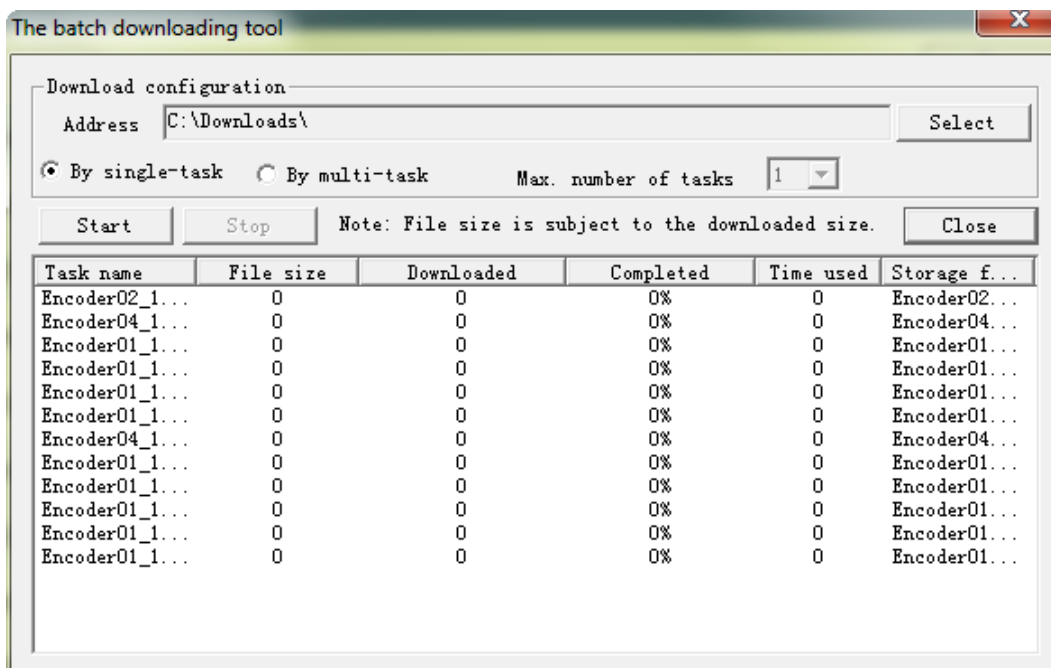 The batch downloading tool X
Download configuration
Address C:\Downloads\ Select
By single-task By multi-task Max. number of tasks 1
Start Stop Note: File size is subject to the downloaded size. Close
Task name File size Downloaded Completed Time used Storage f...
Encoder02_1... 0 0 0% 0 Encoder02...
Encoder04_1... 0 0 0% 0 Encoder04...
Encoder01_1... 0 0 0% 0 Encoder01...
Encoder01_1... 0 0 0% 0 Encoder01...
Encoder01_1... 0 0 0% 0 Encoder01...
Encoder01_1... 0 0 0% 0 Encoder01...
Encoder04_1... 0 0 0% 0 Encoder04...
Encoder01_1... 0 0 0% 0 Encoder01...
Encoder01_1... 0 0 0% 0 Encoder01...
Encoder01_1... 0 0 0% 0 Encoder01...
Encoder01_1... 0 0 0% 0 Encoder01...
Encoder01_1... 0 0 0% 0 Encoder01...